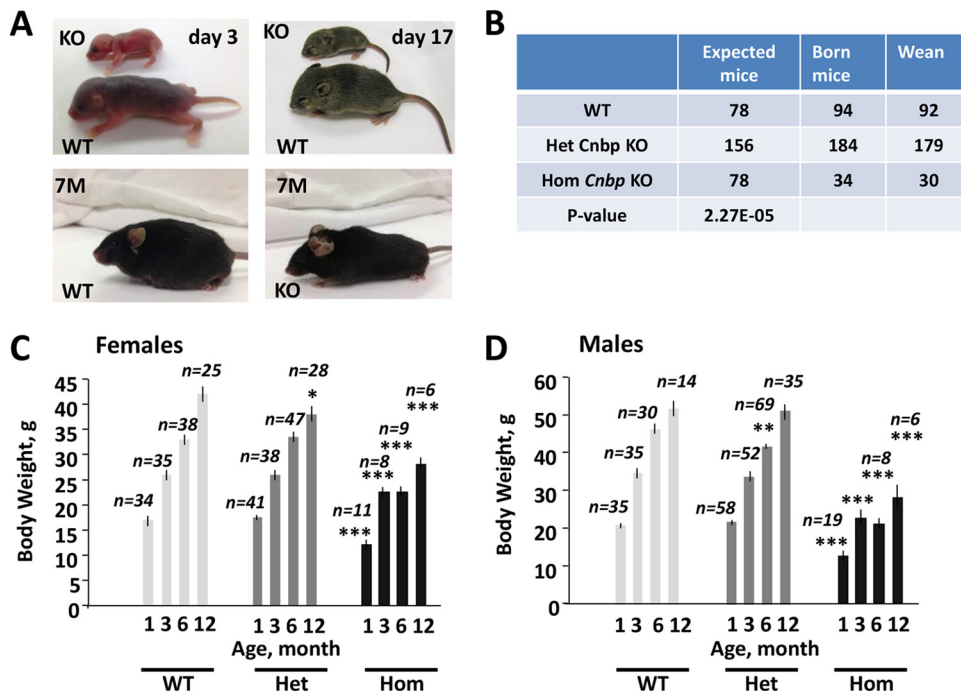 A
KO
day 3
WT
KO
day 17
WT
7M
WT
7M
KO
B
Expected mice
Born mice
Wean
WT 78 94 92
Het Cnbp KO 156 184 179
Hom Cnbp KO 78 34 30
P-value 2.27E-05
C
Females
Body Weight, g
45
40
35
30
25
20
15
10
5
0
n=34
n=35
n=38
n=25
n=41
n=38
n=47
n=28
*
n=11
***
n=8
***
n=9
***
n=6
***
1 3 6 12 1 3 6 12 1 3 6 12
Age, month
WT Het Hom
D
Males
Body Weight, g
60
50
40
30
20
10
0
n=35
n=35
n=30
n=14
n=58
n=52
n=69
**
n=35
n=19
***
***
n=8
***
n=6
***
1 3 6 12 1 3 6 12 1 3 6 12
Age, month
WT Het Hom